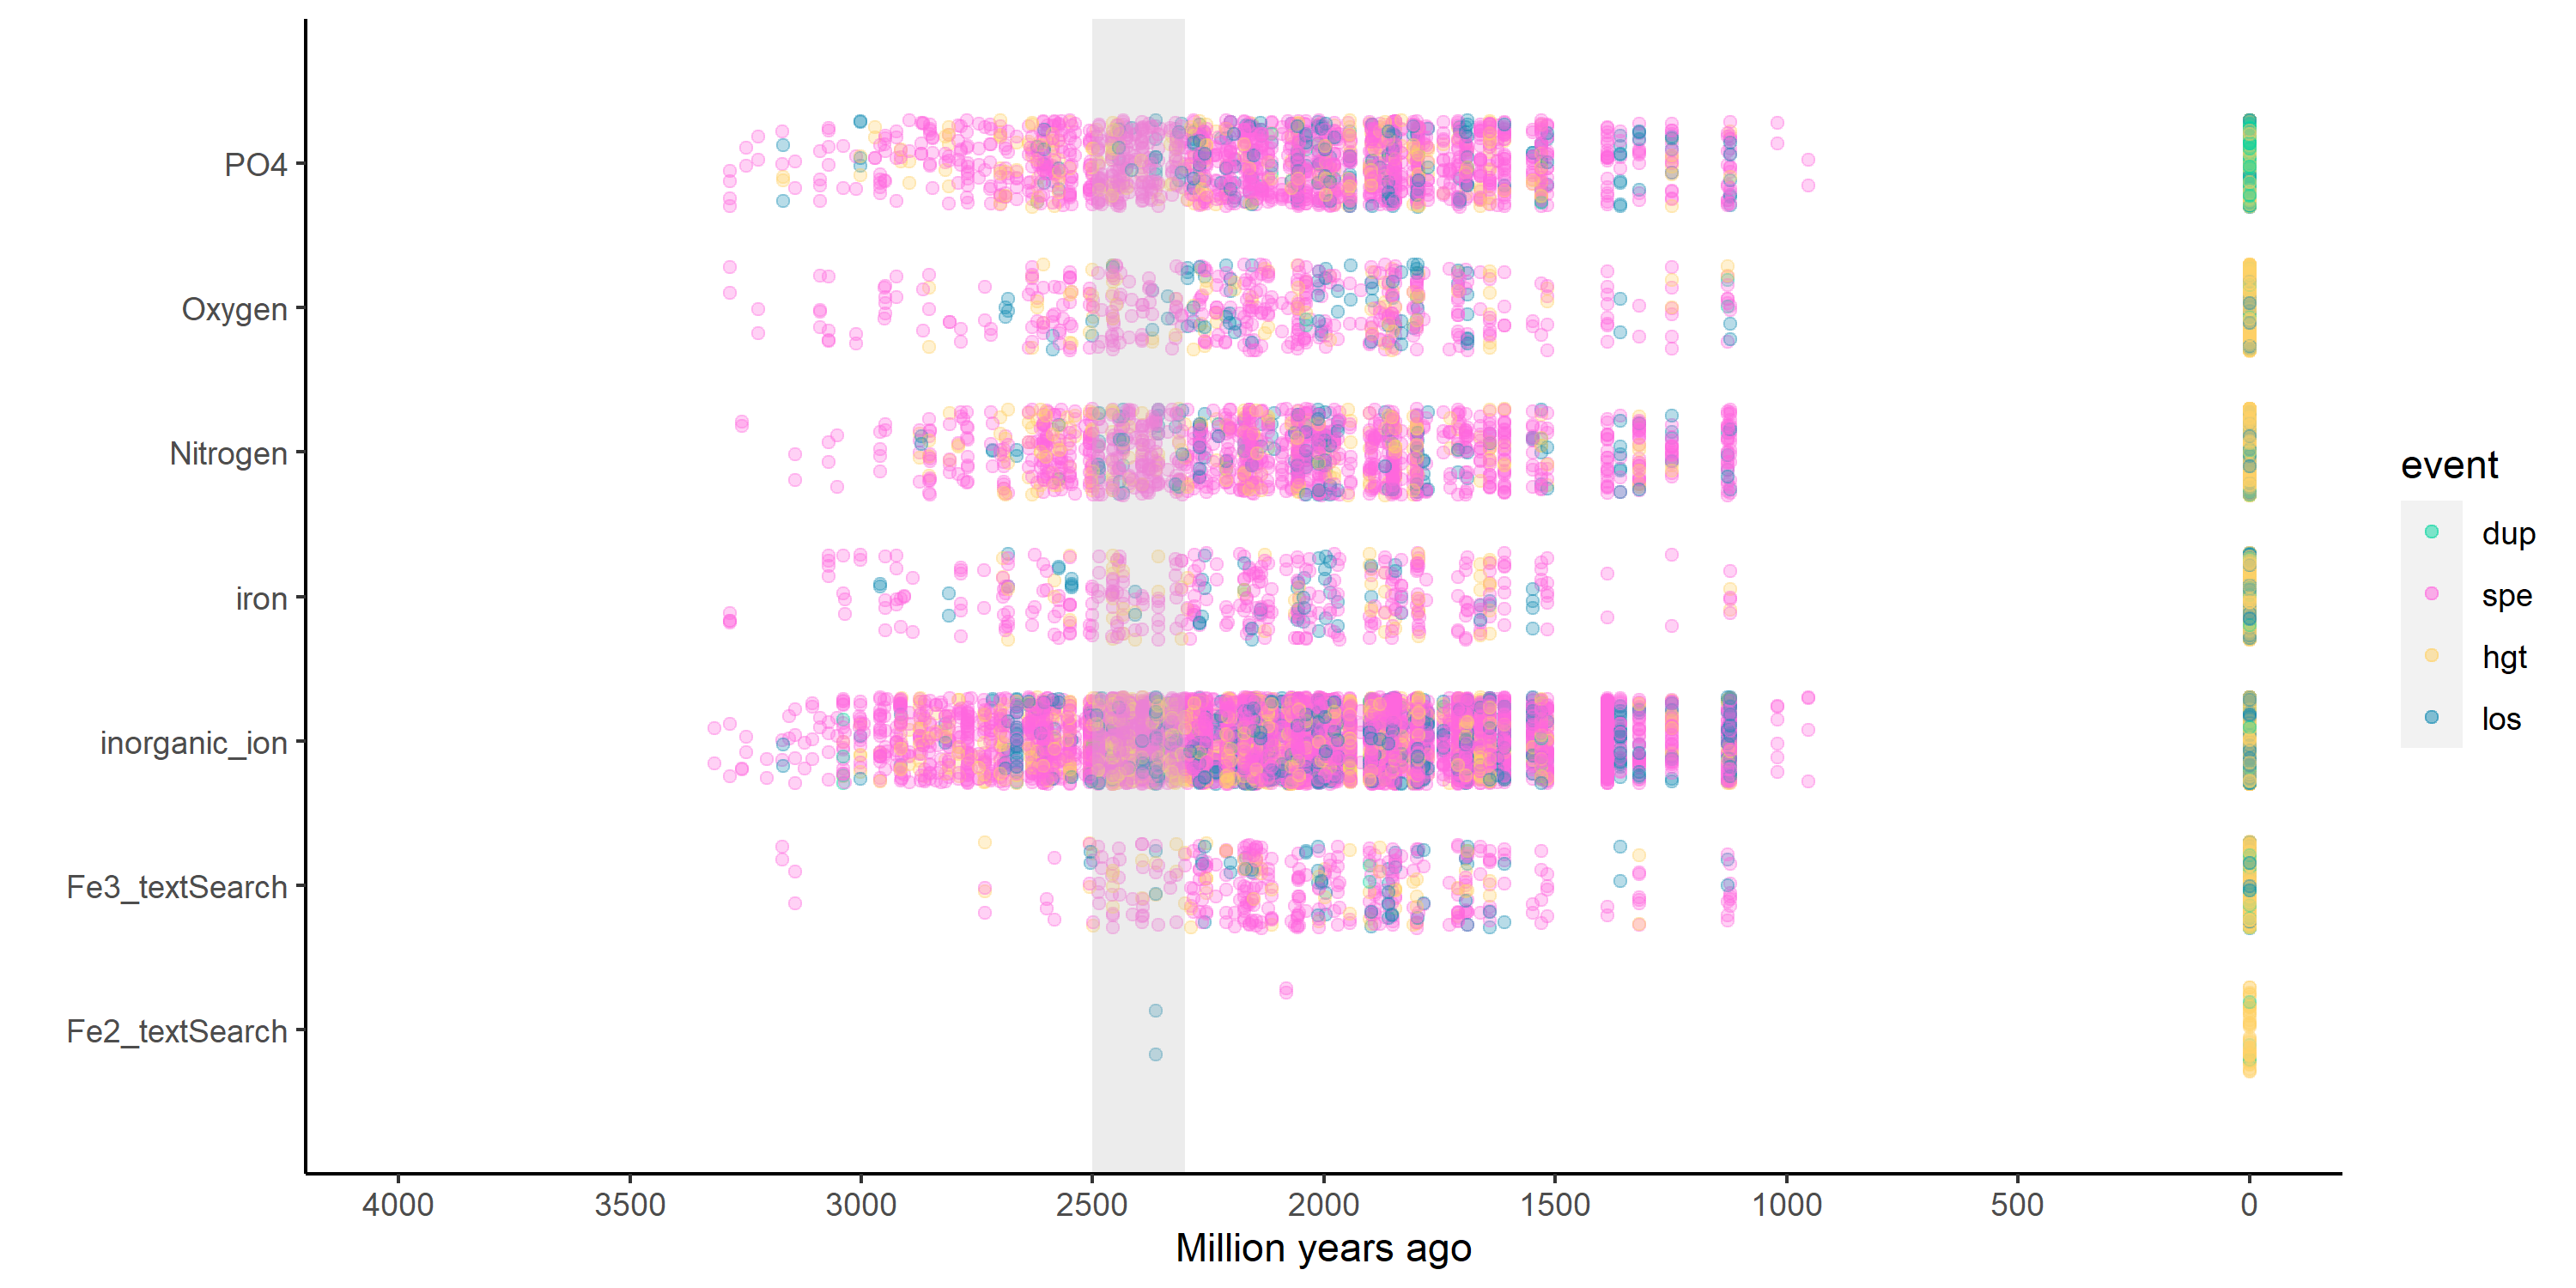 PO4
Oxygen
Nitrogen
iron
inorganic_ion
Fe3_textSearch
Fe2_textSearch
4000 3500 3000 2500 2000 1500 1000 500 0
Million years ago
event
dup
spe
hgt
los